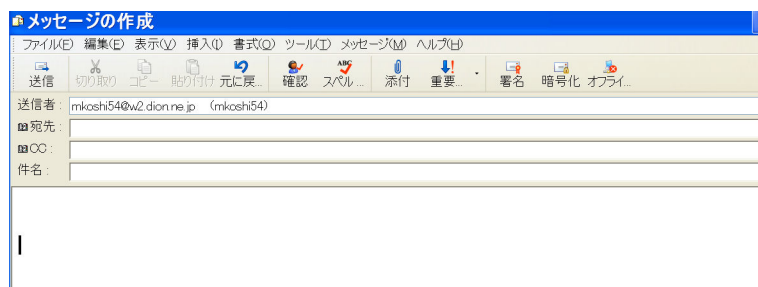 メッセージの作成
ファイル(F) 編集(E) 表示(V) 挿入(I) 書式(O) ツール(T) メッセージ(M) ヘルプ(H)
送信 切り取り コピー 貼り付け 元に戻... 確認 ABC スペル... 添付 重要... 署名 暗号化 オフライ...
送信者: mkoshi54@w2.dion.ne.jp (mkoshi54)
宛先:
CC:
件名: